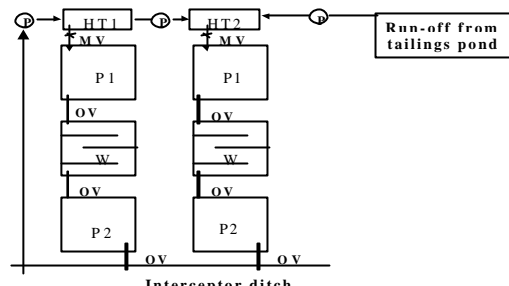 P HT1 P HT2 P Run-off from
tailings pond
MV MV
P1 P1
OV OV
W W
OV OV
P2 P2
OV OV
Interceptor ditch